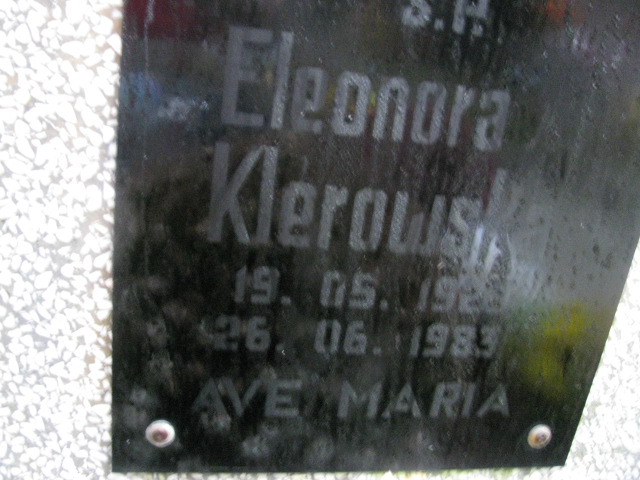 Ś.P.
Eleonora
19. 05.
26. 06. 1983
AVE MARIA